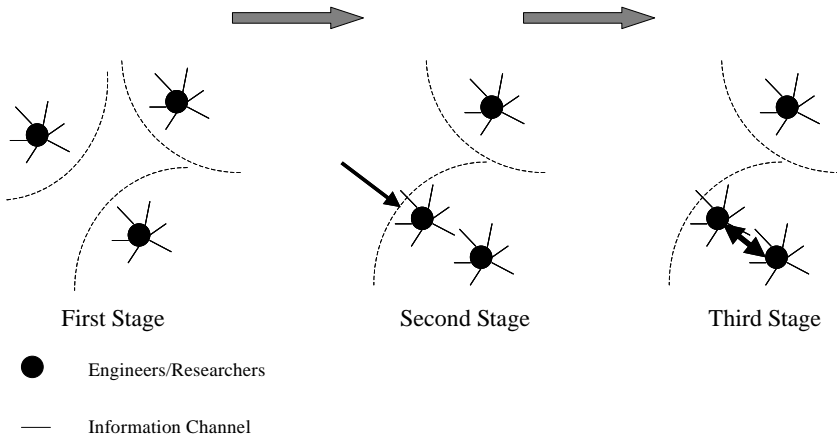 First Stage
Second Stage
Third Stage
Engineers/Researchers
Information Channel